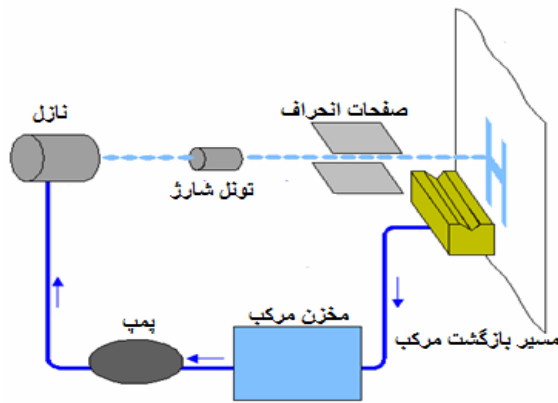 صفحات انحراف
نازل
تونل شارژ
مخزن مرکب
پمپ
مسیر بازگشت مرکب